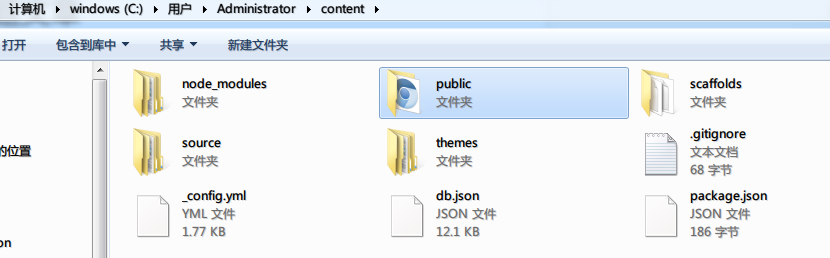 计算机 ▸ windows (C:) ▸ 用户 ▸ Administrator ▸ content ▸
打开 包含到库中 共享 新建文件夹
node_modules
文件夹
public
文件夹
scaffolds
文件夹
source
文件夹
themes
文件夹
.gitignore
文本文档
68 字节
的位置
_config.yml
YML 文件
1.77 KB
db.json
JSON 文件
12.1 KB
package.json
JSON 文件
186 字节
on